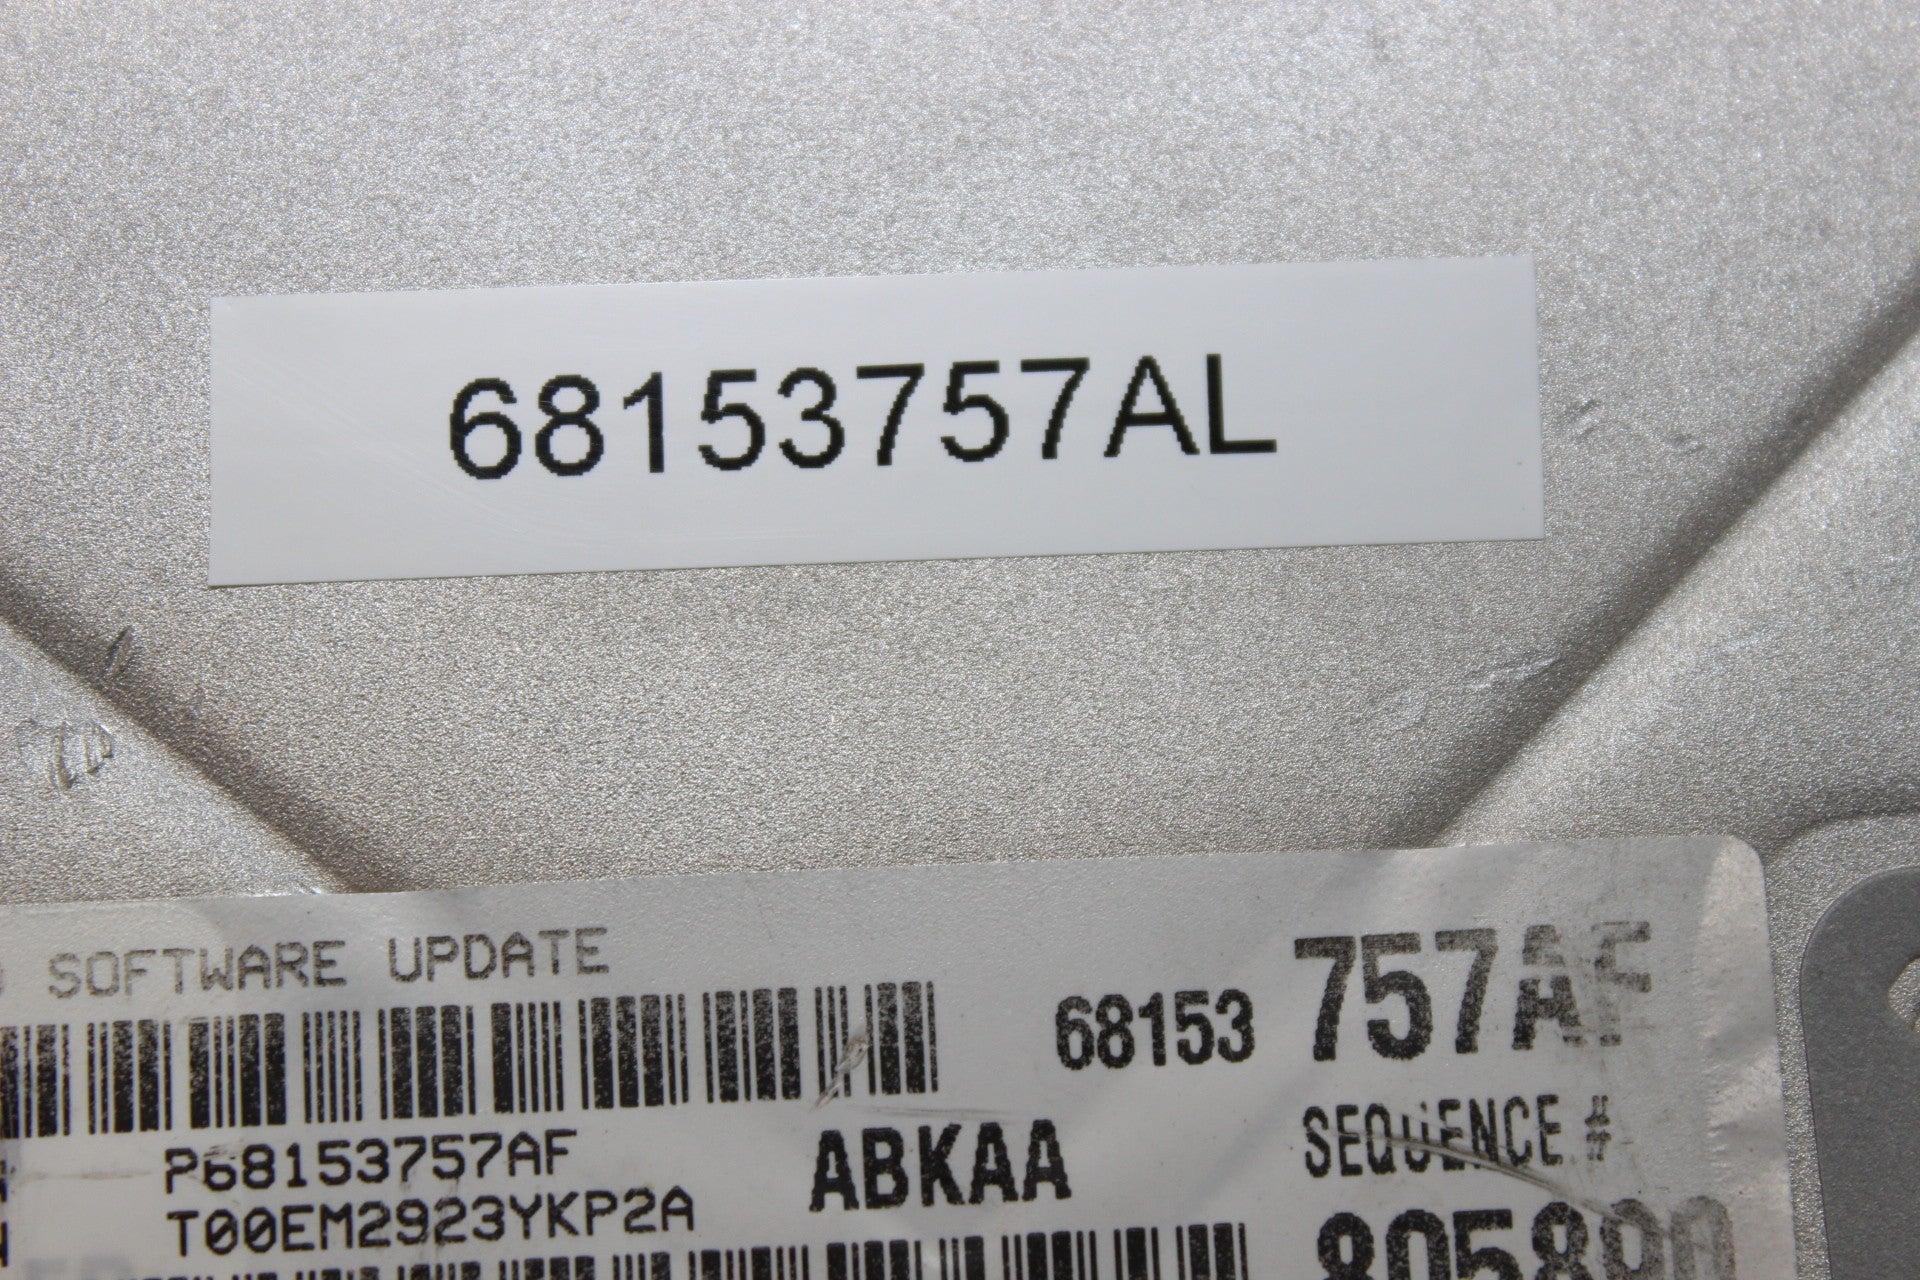 68153757AL
SOFTWARE UPDATE
68153 757AF
P68153757AF
ABKAA
SEQUENCE #
T00EM2923YKP2A